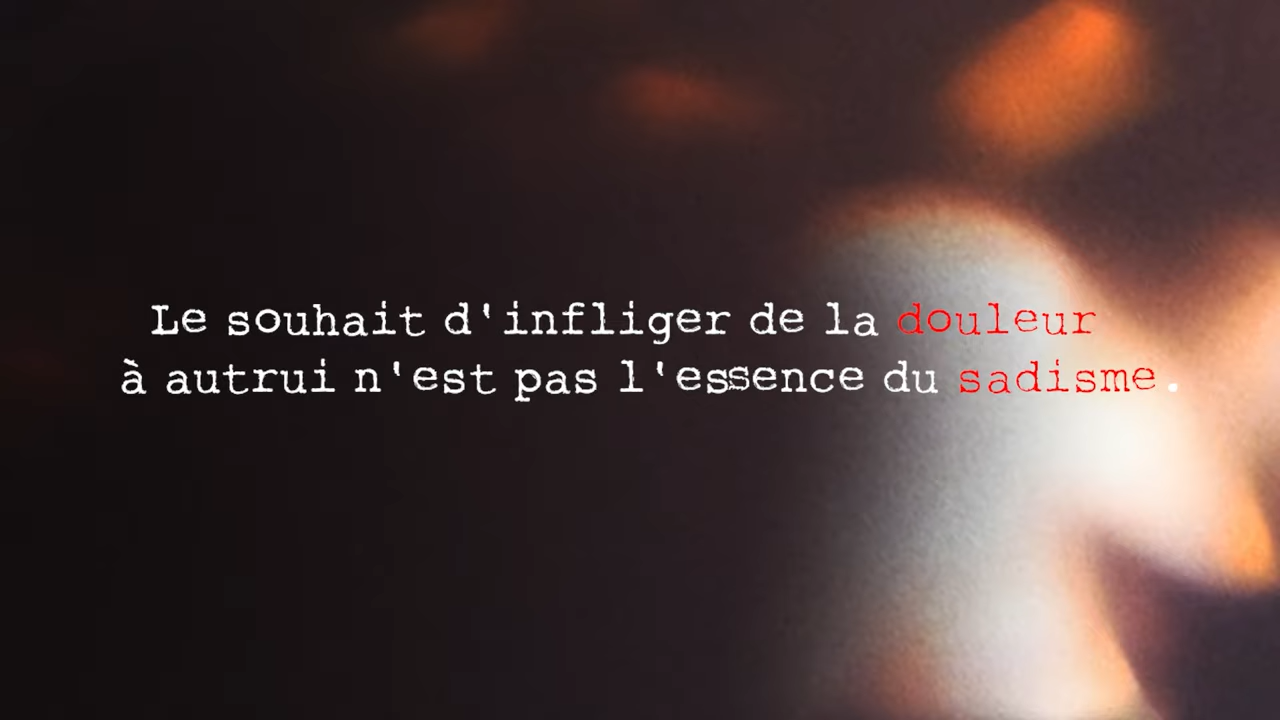 Le souhait d'infliger de la douleur
à autrui n'est pas l'essence du sadisme.